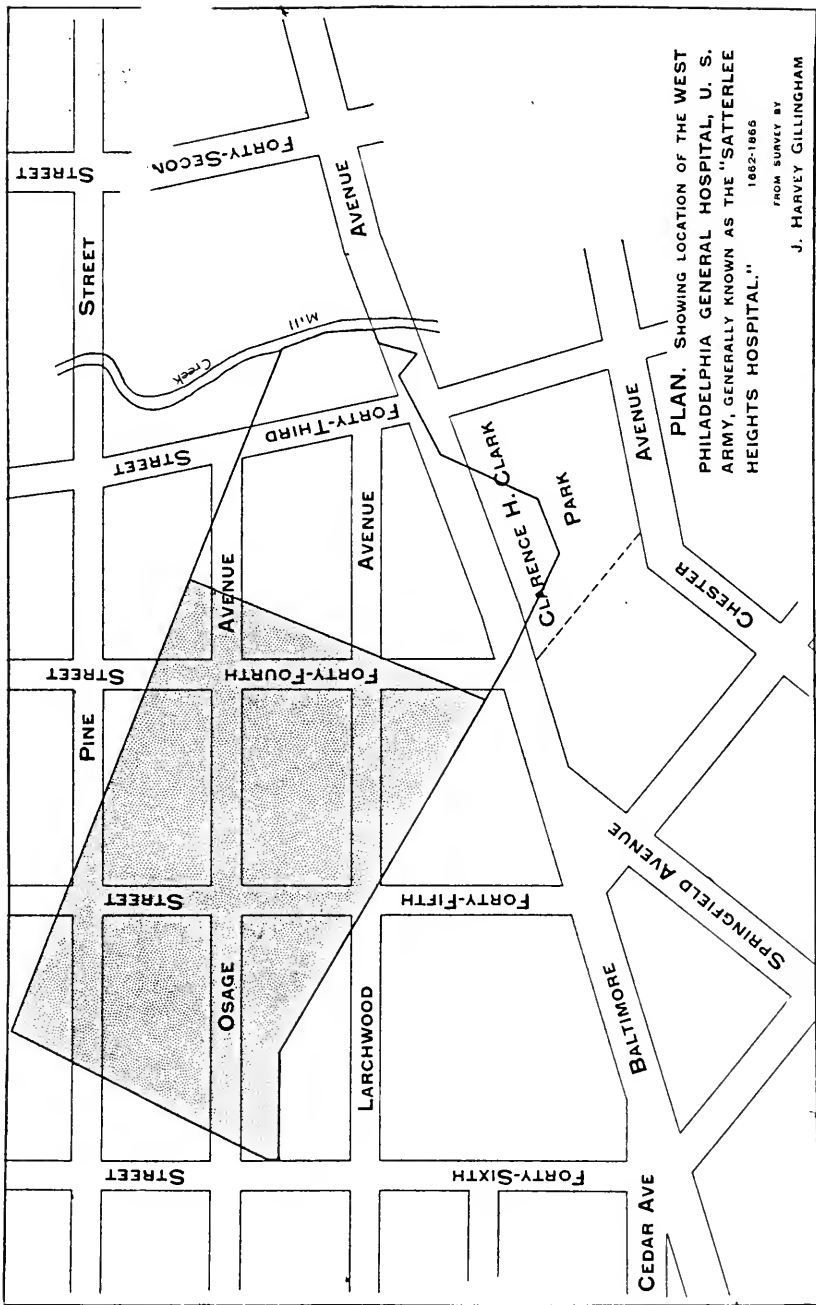 STREET
FORTY-SECON
STREET
AVENUE
Mill
Creek
STREET
FORTY-THIRD
AVENUE
AVENUE
CLARENCE H. CLARK
PARK
AVENUE
CHESTER
STREET
FORTY-FOURTH
PINE
STREET
FORTY-FIFTH
OSAGE
LARCHWOOD
BALTIMORE
SPRINGFIELD AVENUE
STREET
FORTY-SIXTH
CEDAR AVE
PLAN. SHOWING LOCATION OF THE WEST
PHILADELPHIA GENERAL HOSPITAL, U. S.
ARMY, GENERALLY KNOWN AS THE "SATTERLEE
HEIGHTS HOSPITAL."
1862-1865
FROM SURVEY BY
J. HARVEY GILLINGHAM